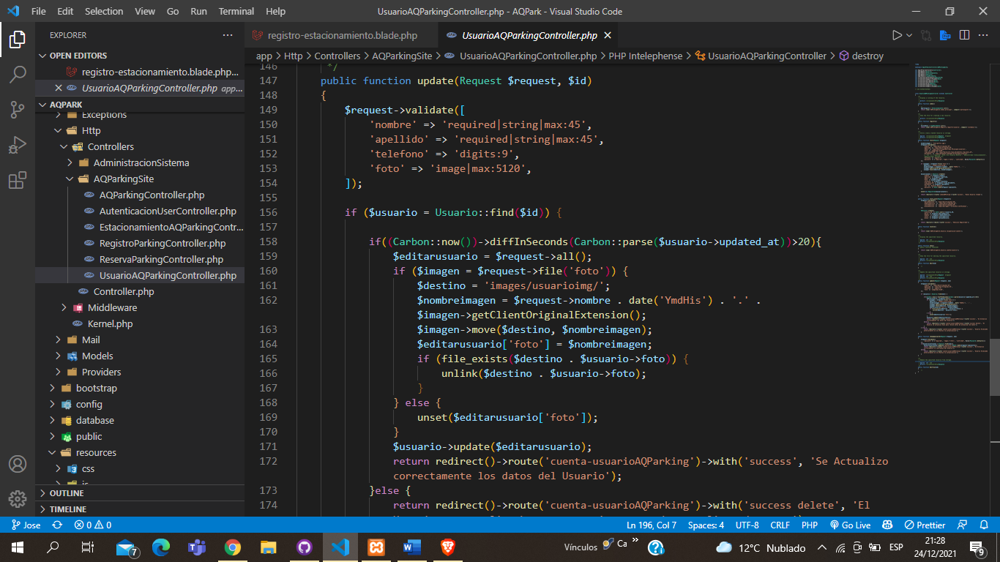 File Edit Selection View Go Run Terminal Help
UsuarioAQParkingController.php - AQPark - Visual Studio Code
EXPLORER
OPEN EDITORS
registro-estacionamiento.blade.php...
UsuarioAQParkingController.php app...
AQPARK
Exceptions
Http
Controllers
AdministracionSistema
AQParkingSite
AQParkingController.php
AutenticacionUserController.php
EstacionamientoAQParkingContr...
RegistroParkingController.php
ReservaParkingController.php
UsuarioAQParkingController.php
Controller.php
Middleware
Kernel.php
Mail
Models
Providers
bootstrap
config
database
public
resources
css
js
OUTLINE
TIMELINE
registro-estacionamiento.blade.php
UsuarioAQParkingController.php
app > Http > Controllers > AQParkingSite > UsuarioAQParkingController.php > PHP Intelephense > UsuarioAQParkingController > destroy
146 */
147 public function update(Request $request, $id)
148 {
149 $request->validate([
150 'nombre' => 'required|string|max:45',
151 'apellido' => 'required|string|max:45',
152 'telefono' => 'digits:9',
153 'foto' => 'image|max:5120',
154 ]);
155
156 if ($usuario = Usuario::find($id)) {
157
158 if((Carbon::now())->diffInSeconds(Carbon::parse($usuario->updated_at))>20){
159 $editarusuario = $request->all();
160 if ($imagen = $request->file('foto')) {
161 $destino = 'images/usuarioimg/';
162 $nombreimagen = $request->nombre . date('YmdHis') . '.' .
$imagen->getClientOriginalExtension();
163 $imagen->move($destino, $nombreimagen);
164 $editarusuario['foto'] = $nombreimagen;
165 if (file_exists($destino . $usuario->foto)) {
166 unlink($destino . $usuario->foto);
167 }
168 } else {
169 unset($editarusuario['foto']);
170 }
171 $usuario->update($editarusuario);
172 return redirect()->route('cuenta-usuarioAQParking')->with('success', 'Se Actualizo
correctamente los datos del Usuario');
173 }else {
174 return redirect()->route('cuenta-usuarioAQParking')->with('success delete', 'El
Jose
0 0
Ln 196, Col 7
Spaces: 4
UTF-8
CRLF
PHP
Go Live
Prettier
7
Vínculos
Ca
»
12°C Nublado
ESP
21:28
24/12/2021
9